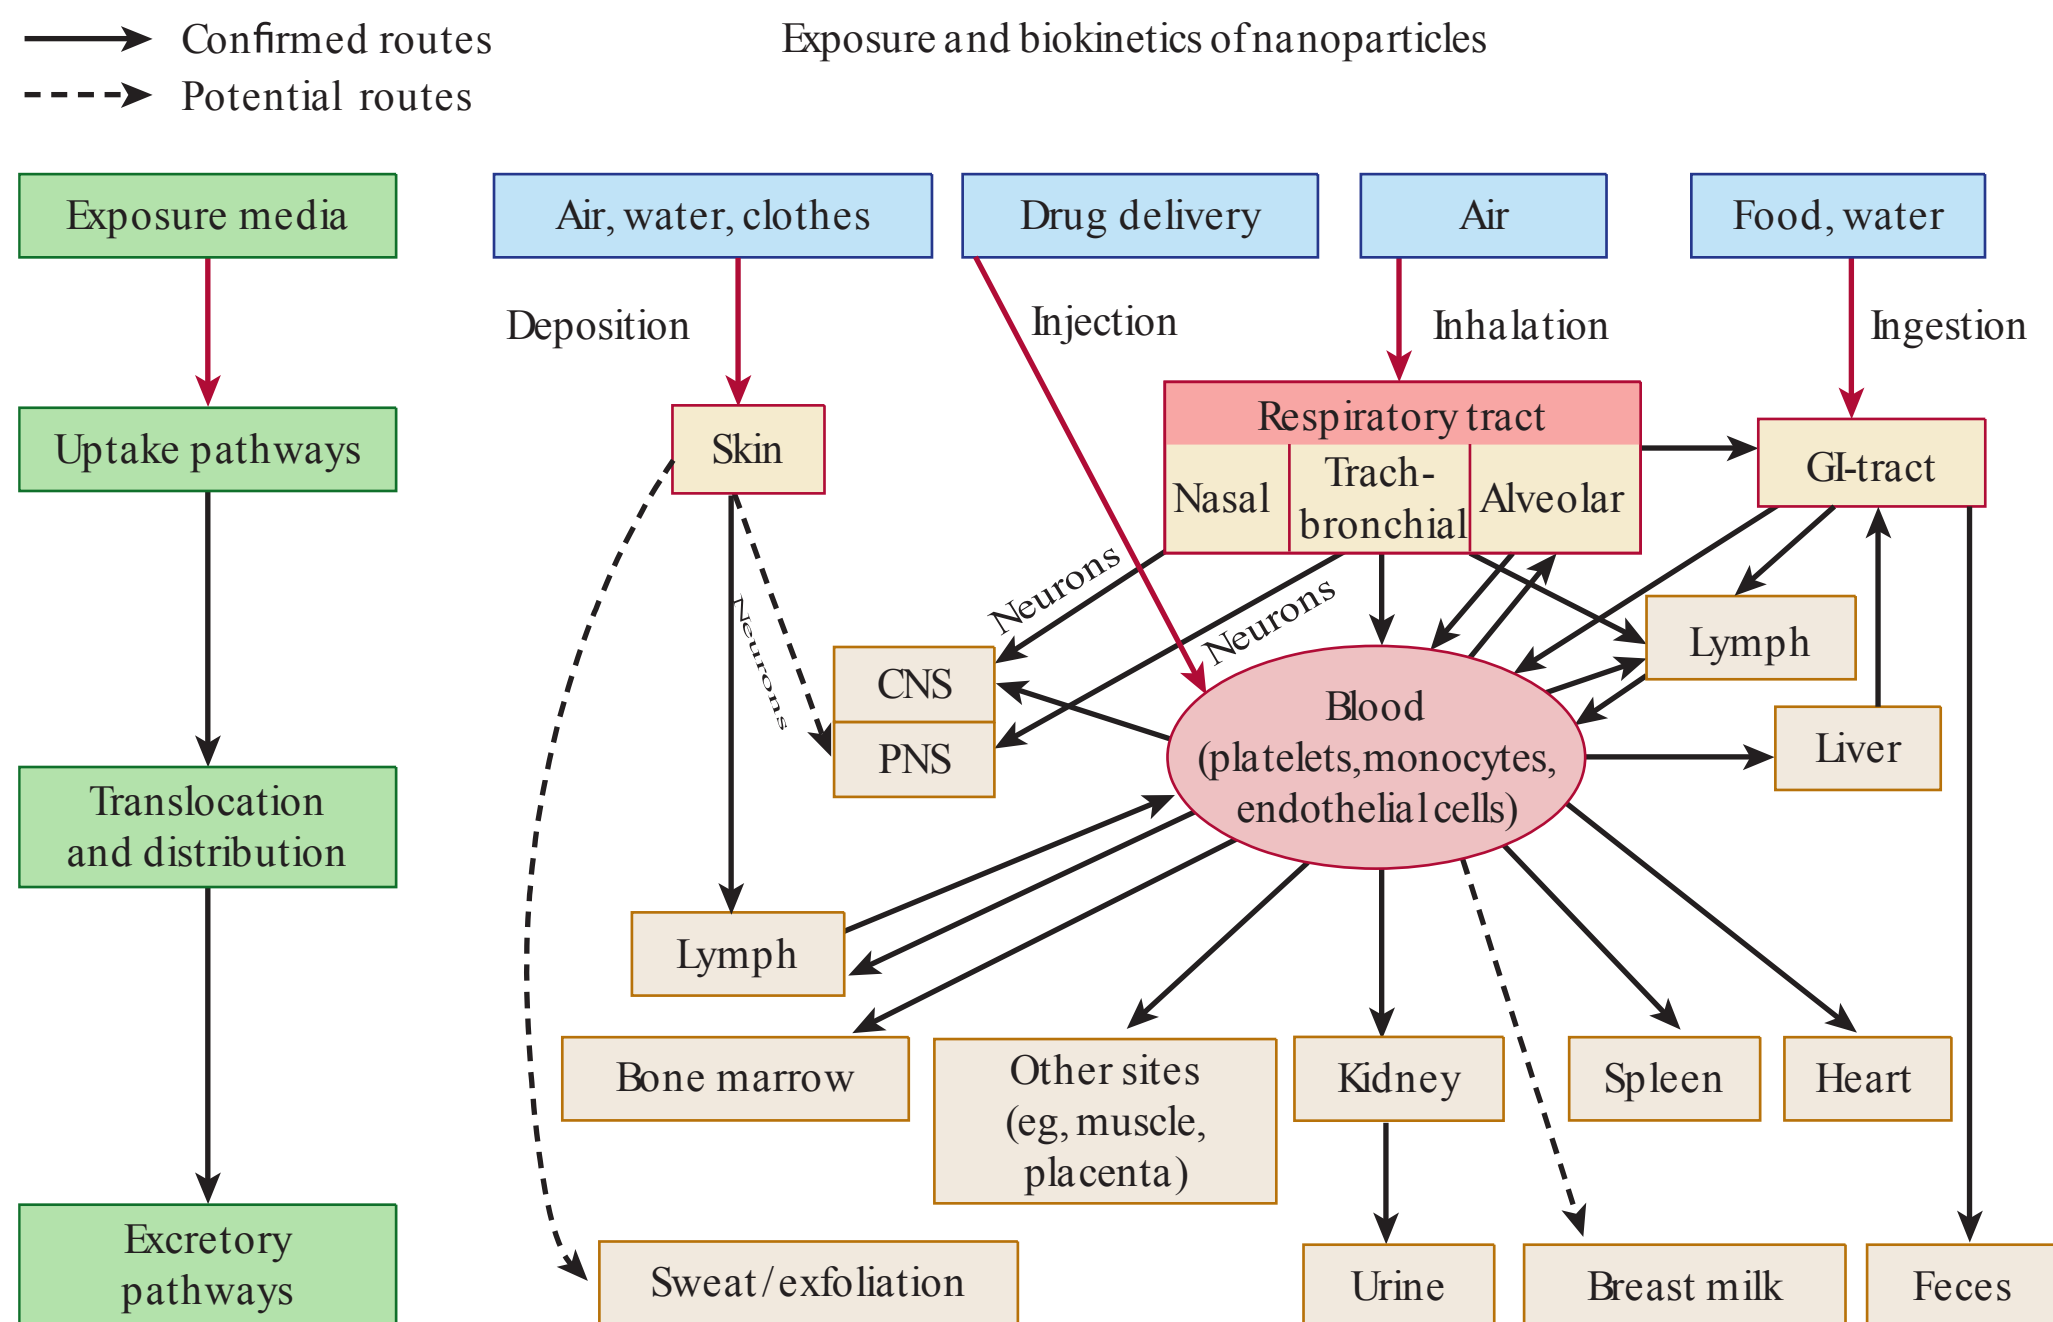 Confirmed routes
Potential routes
Exposure and biokinetics of nanoparticles
Exposure media
Air, water, clothes
Drug delivery
Air
Food, water
Deposition
Injection
Inhalation
Ingestion
Uptake pathways
Skin
Respiratory tract
Nasal
Trach-
bronchial
Alveolar
GI-tract
Neurons
Neurons
Neurons
CNS
PNS
Lymph
Blood
(platelets,monocytes,
endothelial cells)
Liver
Translocation
and distribution
Lymph
Bone marrow
Other sites
(eg, muscle,
placenta)
Kidney
Spleen
Heart
Excretory
pathways
Sweat/exfoliation
Urine
Breast milk
Feces